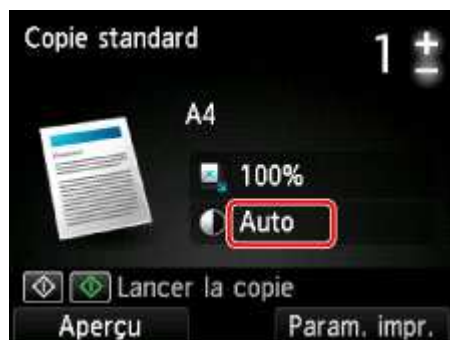 Copie standard
1
A4
100%
Auto
Lancer la copie
Aperçu Param. impr.